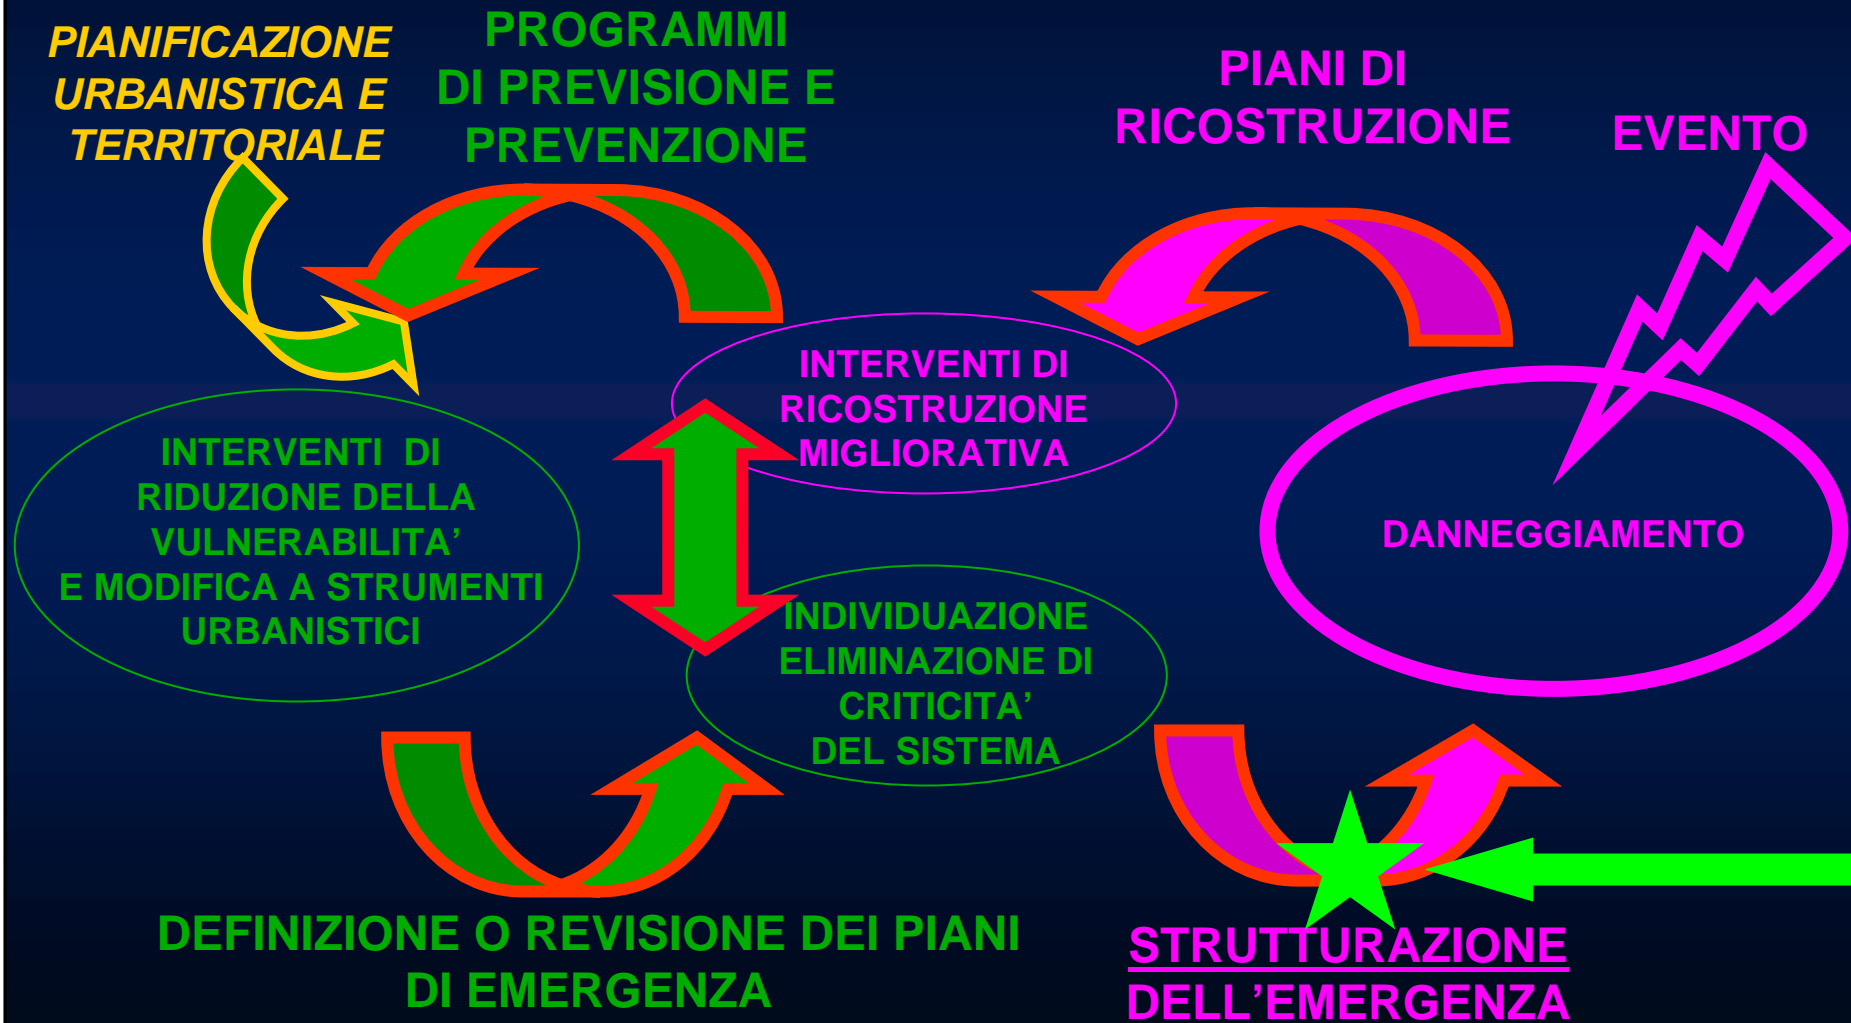 PIANIFICAZIONE
URBANISTICA E
TERRITORIALE
PROGRAMMI
DI PREVISIONE E
PREVENZIONE
PIANI DI
RICOSTRUZIONE
EVENTO
INTERVENTI DI
RICOSTRUZIONE
MIGLIORATIVA
INTERVENTI  DI
RIDUZIONE DELLA
VULNERABILITA’
E MODIFICA A STRUMENTI
URBANISTICI
DANNEGGIAMENTO
INDIVIDUAZIONE
ELIMINAZIONE DI
CRITICITA’
DEL SISTEMA
DEFINIZIONE O REVISIONE DEI PIANI
DI EMERGENZA
STRUTTURAZIONE
DELL’EMERGENZA